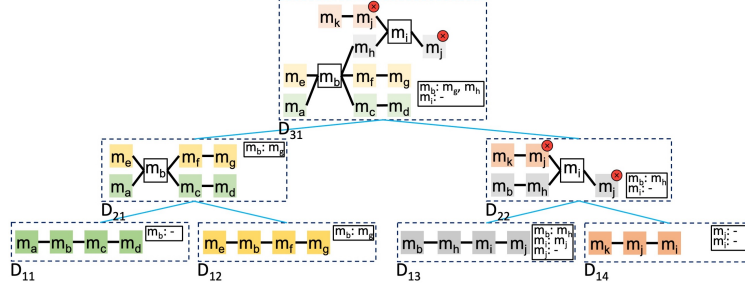 m_k m_j
m_i
m_h m_j
m_e m_b m_f m_g
m_a m_c m_d
m_b: m_g, m_h
m_i: -
D_31
m_e m_f m_g
m_b
m_a m_c m_d
m_b: m_g
D_21
m_k m_j
m_i
m_b m_h m_j
m_b: m_h
m_i: -
D_22
m_a m_b m_c m_d
m_b: -
D_11
m_e m_b m_f m_g
m_b: m_g
D_12
m_b m_h m_i m_j
m_b: m_h
m_j: -
D_13
m_k m_j m_i
m_i: -
D_14